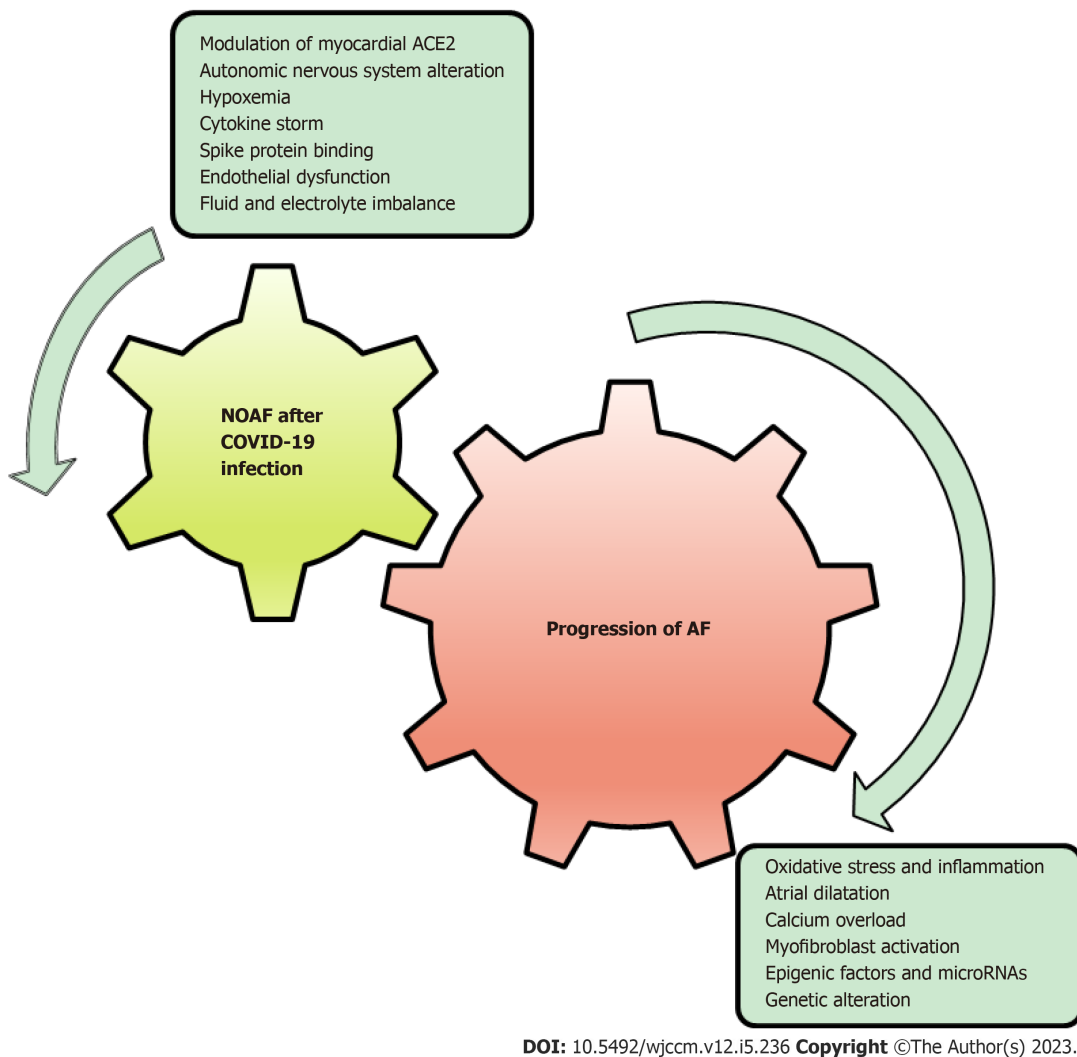 Modulation of myocardial ACE2
Autonomic nervous system alteration
Hypoxemia
Cytokine storm
Spike protein binding
Endothelial dysfunction
Fluid and electrolyte imbalance
NOAF after
COVID-19
infection
Progression of AF
Oxidative stress and inflammation
Atrial dilatation
Calcium overload
Myofibroblast activation
Epigenic factors and microRNAs
Genetic alteration
DOI: 10.5492/wjccm.v12.i5.236 Copyright ©The Author(s) 2023.